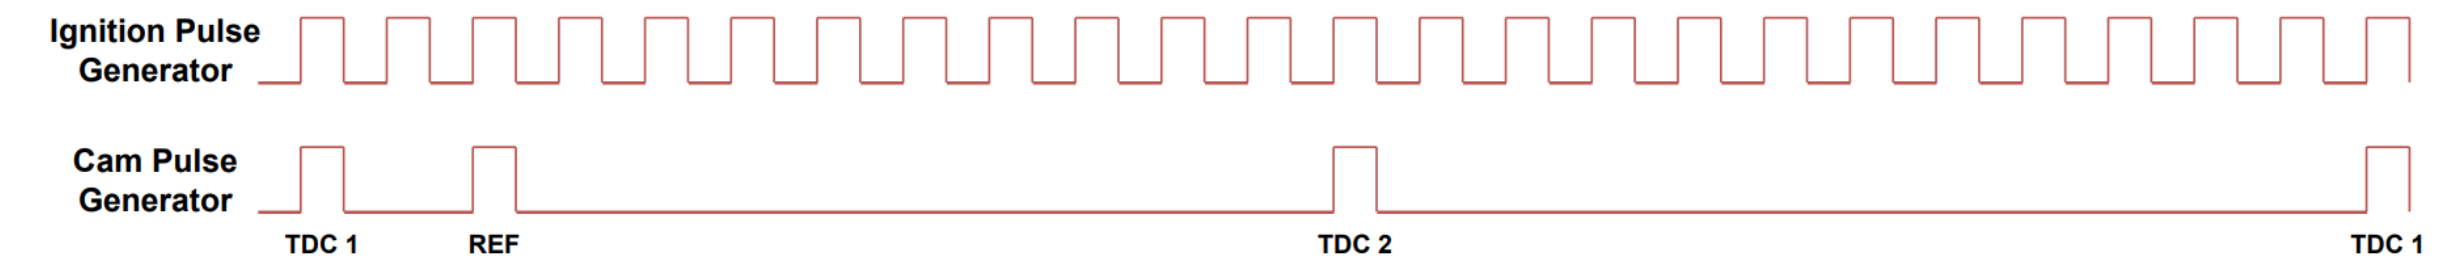 Ignition Pulse
Generator
Cam Pulse
Generator
TDC 1 REF TDC 2 TDC 1